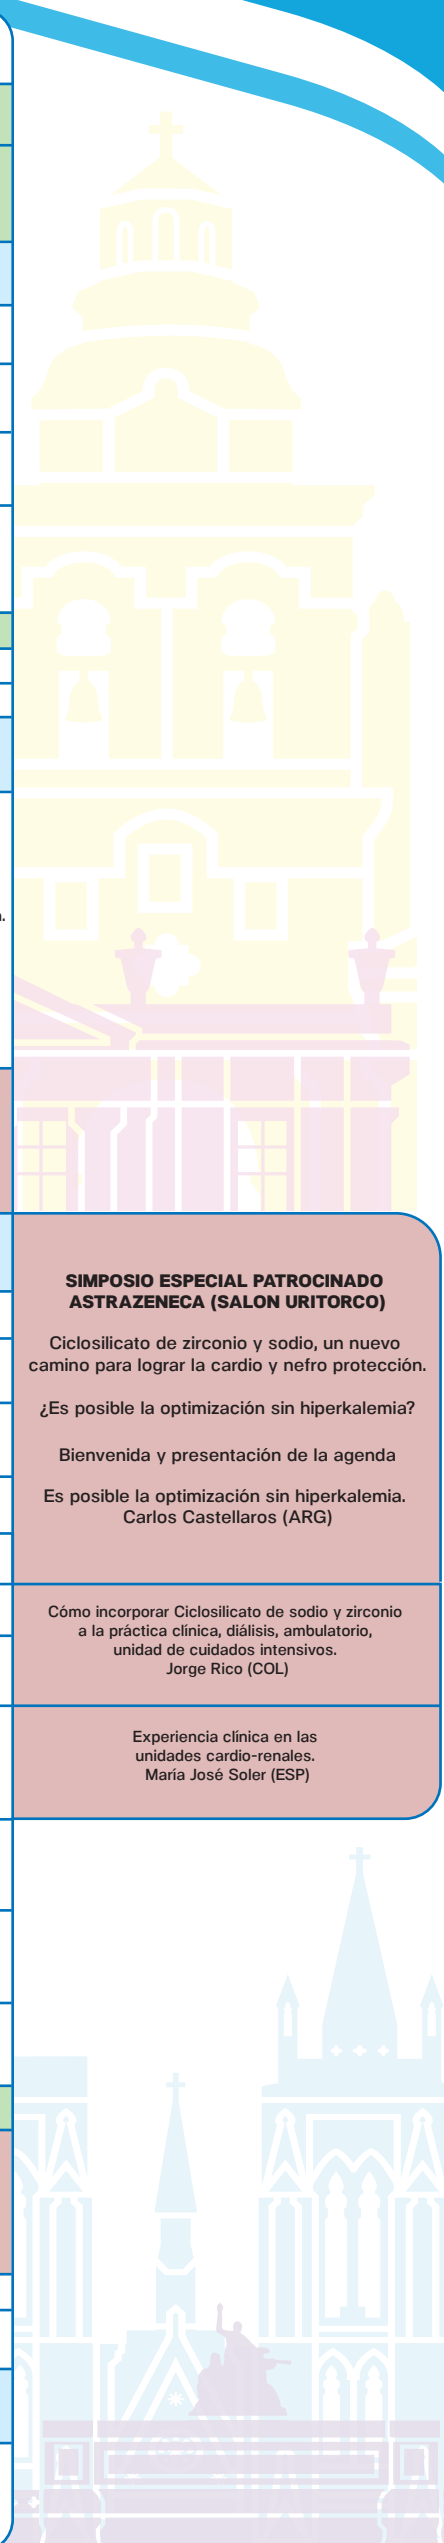 SIMPOSIO ESPECIAL PATROCINADO
ASTRAZENECA (SALON URITORCO)
Ciclosilicato de zirconio y sodio, un nuevo
camino para lograr la cardio y nefro protección.
¿Es posible la optimización sin hiperkalemia?
Bienvenida y presentación de la agenda
Es posible la optimización sin hiperkalemia.
Carlos Castellaros (ARG)
Cómo incorporar Ciclosilicato de sodio y zirconio
a la práctica clínica, diálisis, ambulatorio,
unidad de cuidados intensivos.
Jorge Rico (COL)
Experiencia clínica en las
unidades cardio-renales.
María José Soler (ESP)